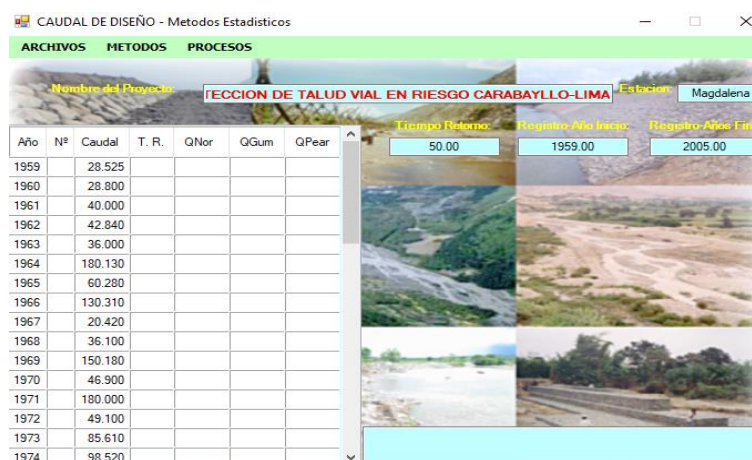 CAUDAL DE DISEÑO - Metodos Estadisticos
ARCHIVOS METODOS PROCESOS
Nombre del Proyecto: TECCION DE TALUD VIAL EN RIESGO CARABAYLLO-LIMA Estacion: Magdalena
Tiempo Retorno: Registro-Año Inicio: Registro-Años Fin
50.00 1959.00 2005.00
Año Nº Caudal T. R. QNor QGum QPear
1959 28.525
1960 28.800
1961 40.000
1962 42.840
1963 36.000
1964 180.130
1965 60.280
1966 130.310
1967 20.420
1968 36.100
1969 150.180
1970 46.900
1971 180.000
1972 49.100
1973 85.610
1974 98.520